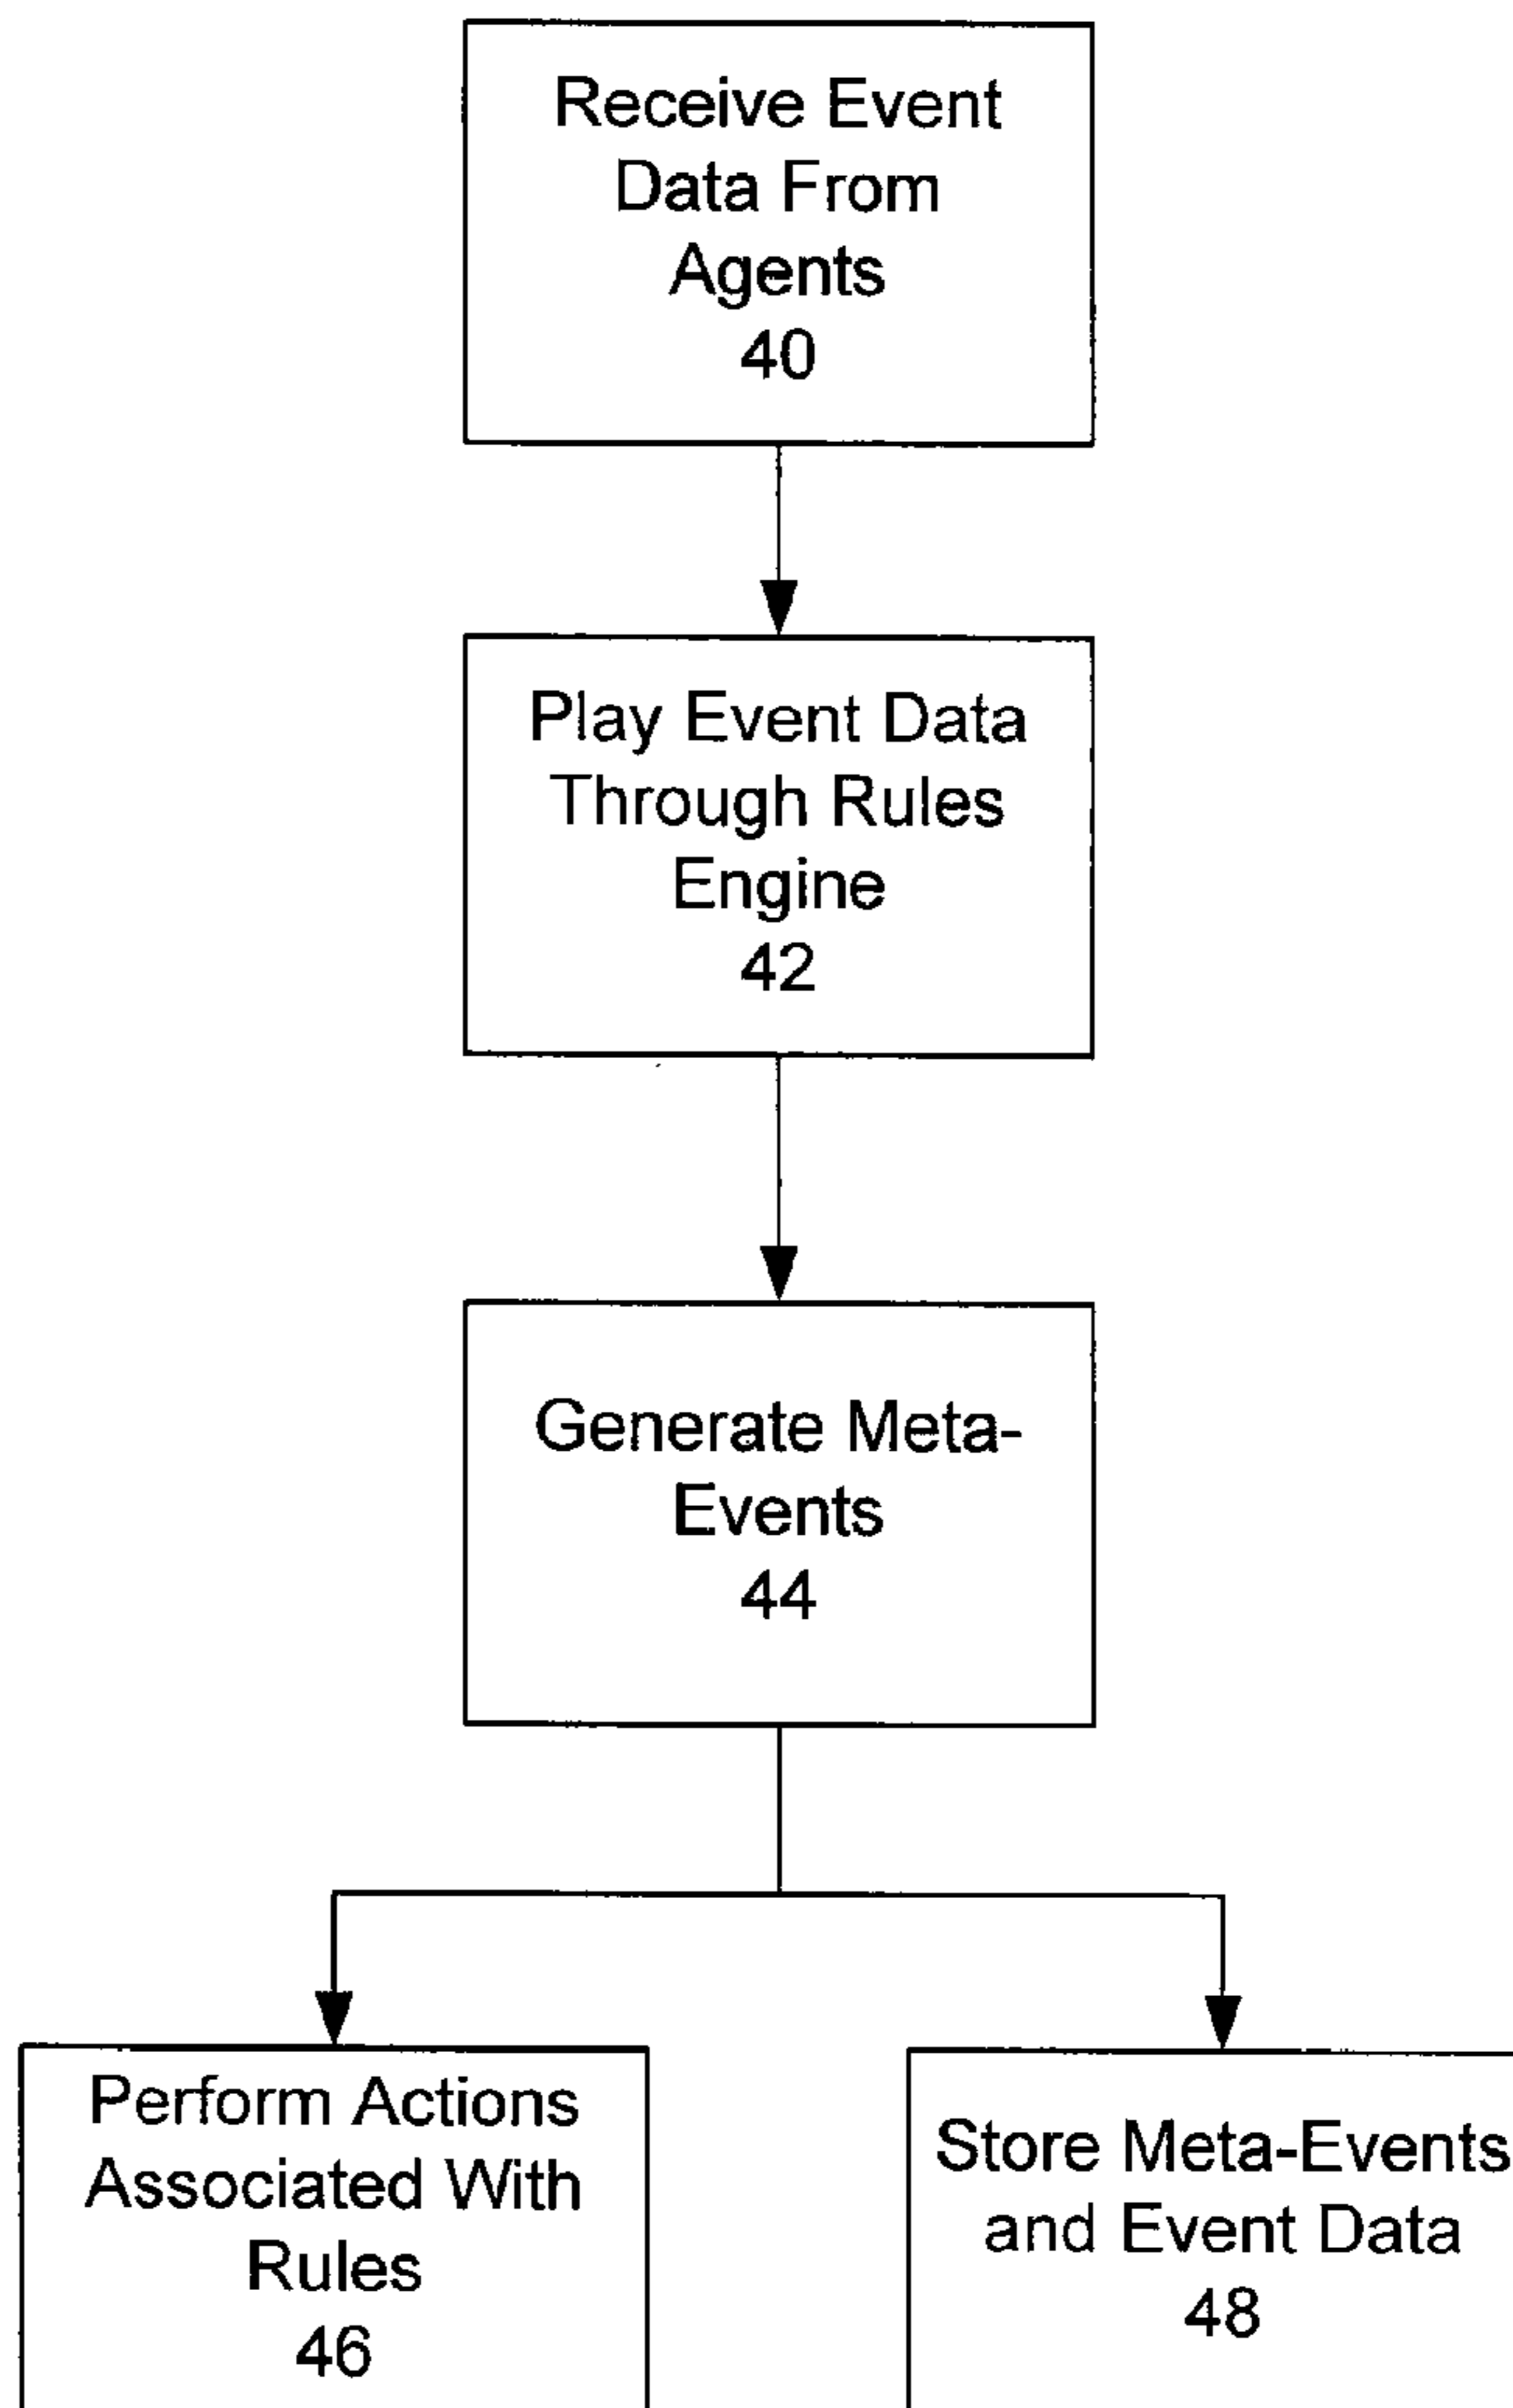 Receive Event
Data From
Agents
40
Play Event Data
Through Rules
Engine
42
Generate Meta-
Events
44
Perform Actions
Associated With
Rules
46
Store Meta-Events
and Event Data
48